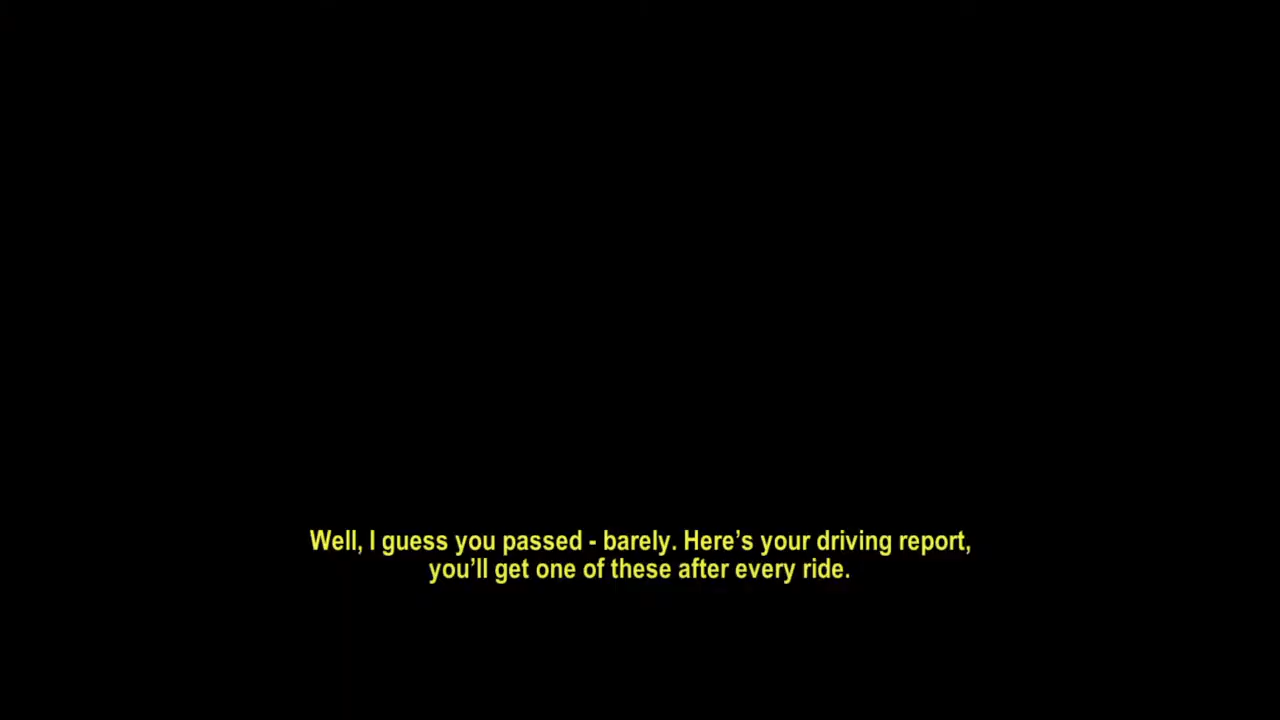 Well, I guess you passed - barely. Here’s your driving report,
you’ll get one of these after every ride.